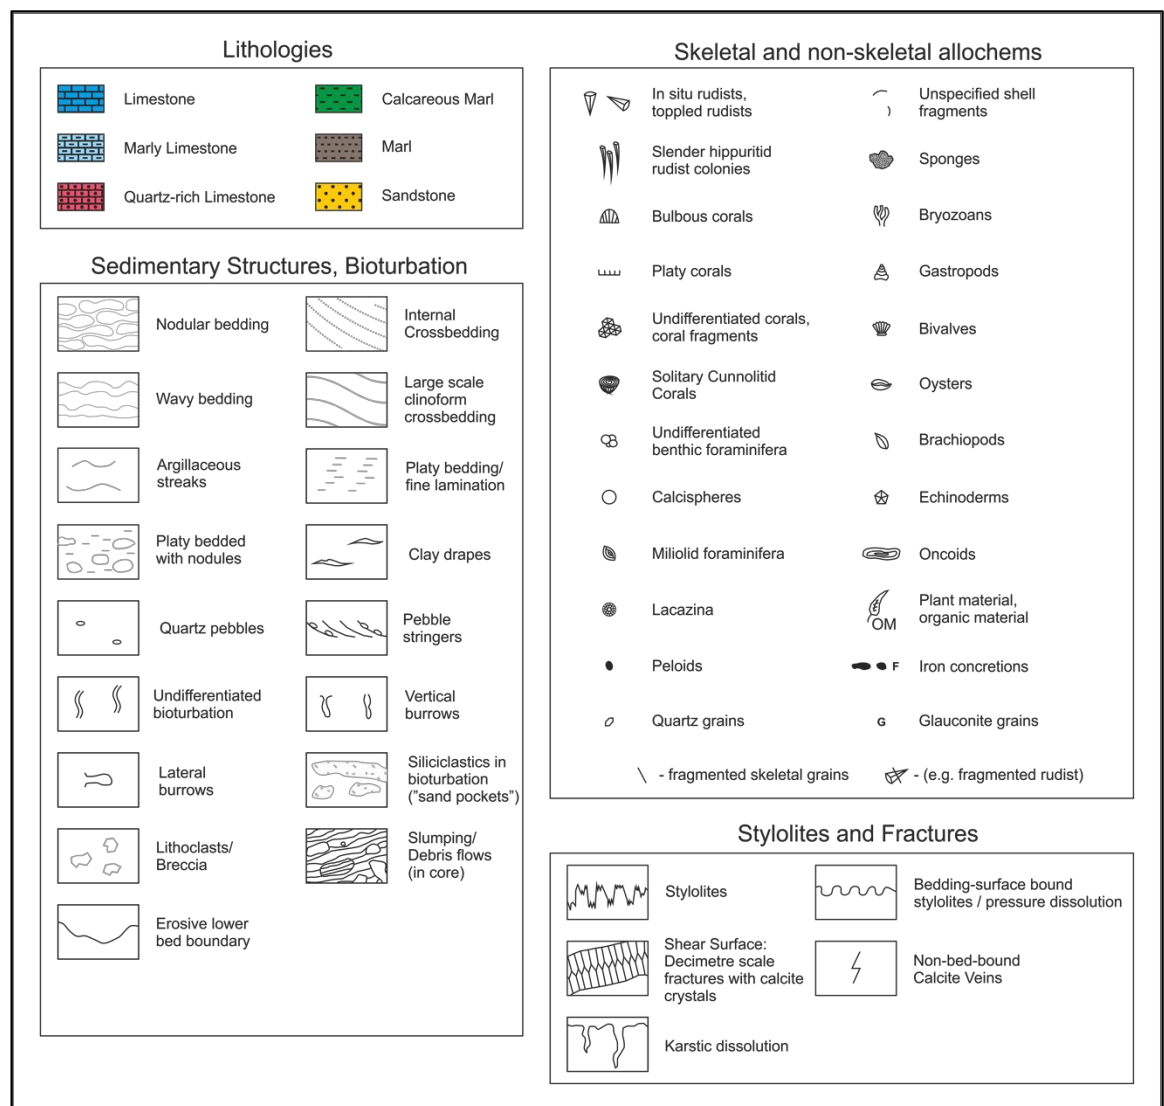 Lithologies
Limestone
Calcareous Marl
Marly Limestone
Marl
Quartz-rich Limestone
Sandstone
Sedimentary Structures, Bioturbation
Nodular bedding
Internal
Crossbedding
Wavy bedding
Large scale
clinoform
crossbedding
Argillaceous
streaks
Platy bedding/
fine lamination
Platy bedded
with nodules
Clay drapes
Quartz pebbles
Pebble
stringers
Undifferentiated
bioturbation
Vertical
burrows
Lateral
burrows
Siliciclastics in
bioturbation
("sand pockets")
Lithoclasts/
Breccia
Slumping/
Debris flows
(in core)
Erosive lower
bed boundary
Skeletal and non-skeletal allochems
In situ rudists,
toppled rudists
Unspecified shell
fragments
Slender hippuritid
rudist colonies
Sponges
Bulbous corals
Bryozoans
Platy corals
Gastropods
Undifferentiated corals,
coral fragments
Bivalves
Solitary Cunnolitid
Corals
Oysters
Undifferentiated
benthic foraminifera
Brachiopods
Calcispheres
Echinoderms
Miliolid foraminifera
Oncoids
Lacazina
OM
Plant material,
organic material
Peloids
F
Iron concretions
Quartz grains
G
Glauconite grains
- fragmented skeletal grains
- (e.g. fragmented rudist)
Stylolites and Fractures
Stylolites
Bedding-surface bound
stylolites / pressure dissolution
Shear Surface:
Decimetre scale
fractures with calcite
crystals
Non-bed-bound
Calcite Veins
Karstic dissolution